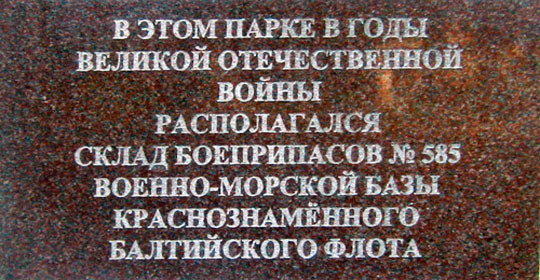 В ЭТОМ ПАРКЕ В ГОДЫ
ВЕЛИКОЙ ОТЕЧЕСТВЕННОЙ
ВОЙНЫ
РАСПОЛАГАЛСЯ
СКЛАД БОЕПРИПАСОВ № 585
ВОЕННО-МОРСКОЙ БАЗЫ
КРАСНОЗНАМЁННОГО
БАЛТИЙСКОГО ФЛОТА